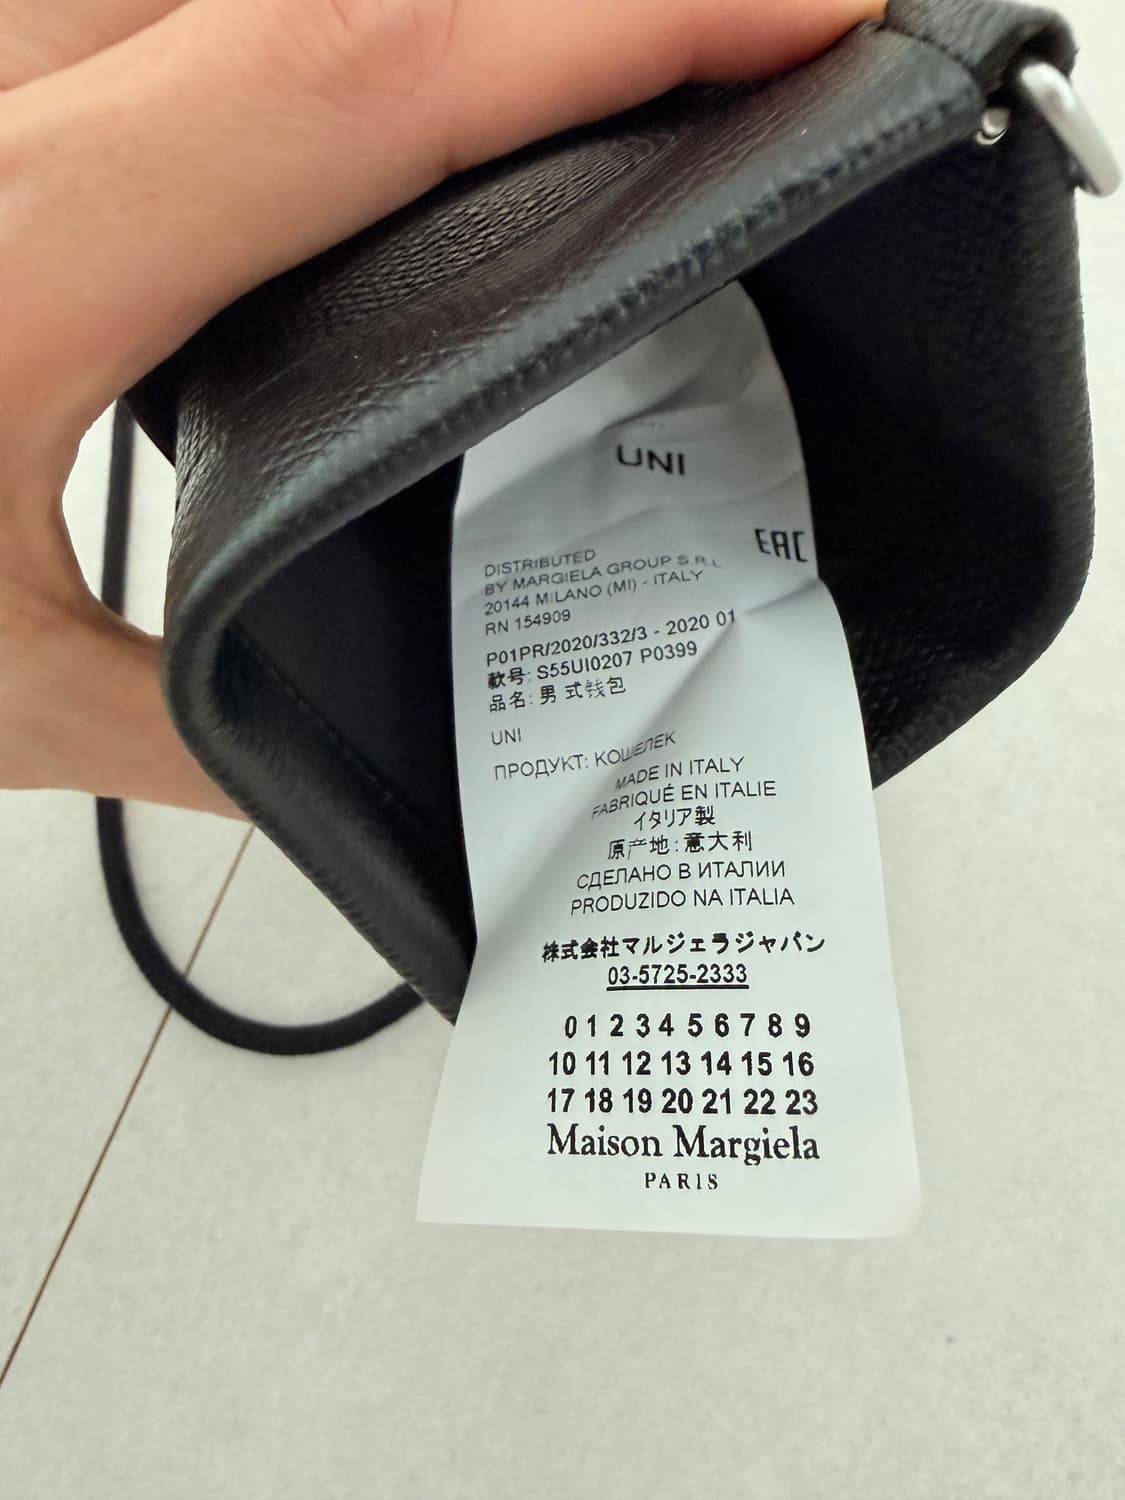 UNI
EAC
DISTRIBUTED
BY MARGIELA GROUP S.R.L
20144 MILANO (MI) - ITALY
RN 154909
P01PR/2020/332/3 - 2020 01
款号: S55UI0207 P0399
品名: 男 式钱包
UNI
ПРОДУКТ: КОШЕЛЕК
MADE IN ITALY
FABRIQUÉ EN ITALIE
イタリア製
原产地:意大利
СДЕЛАНО В ИТАЛИИ
PRODUZIDO NA ITALIA
株式会社マルジェラジャパン
03-5725-2333
0 1 2 3 4 5 6 7 8 9
10 11 12 13 14 15 16
17 18 19 20 21 22 23
Maison Margiela
PARIS